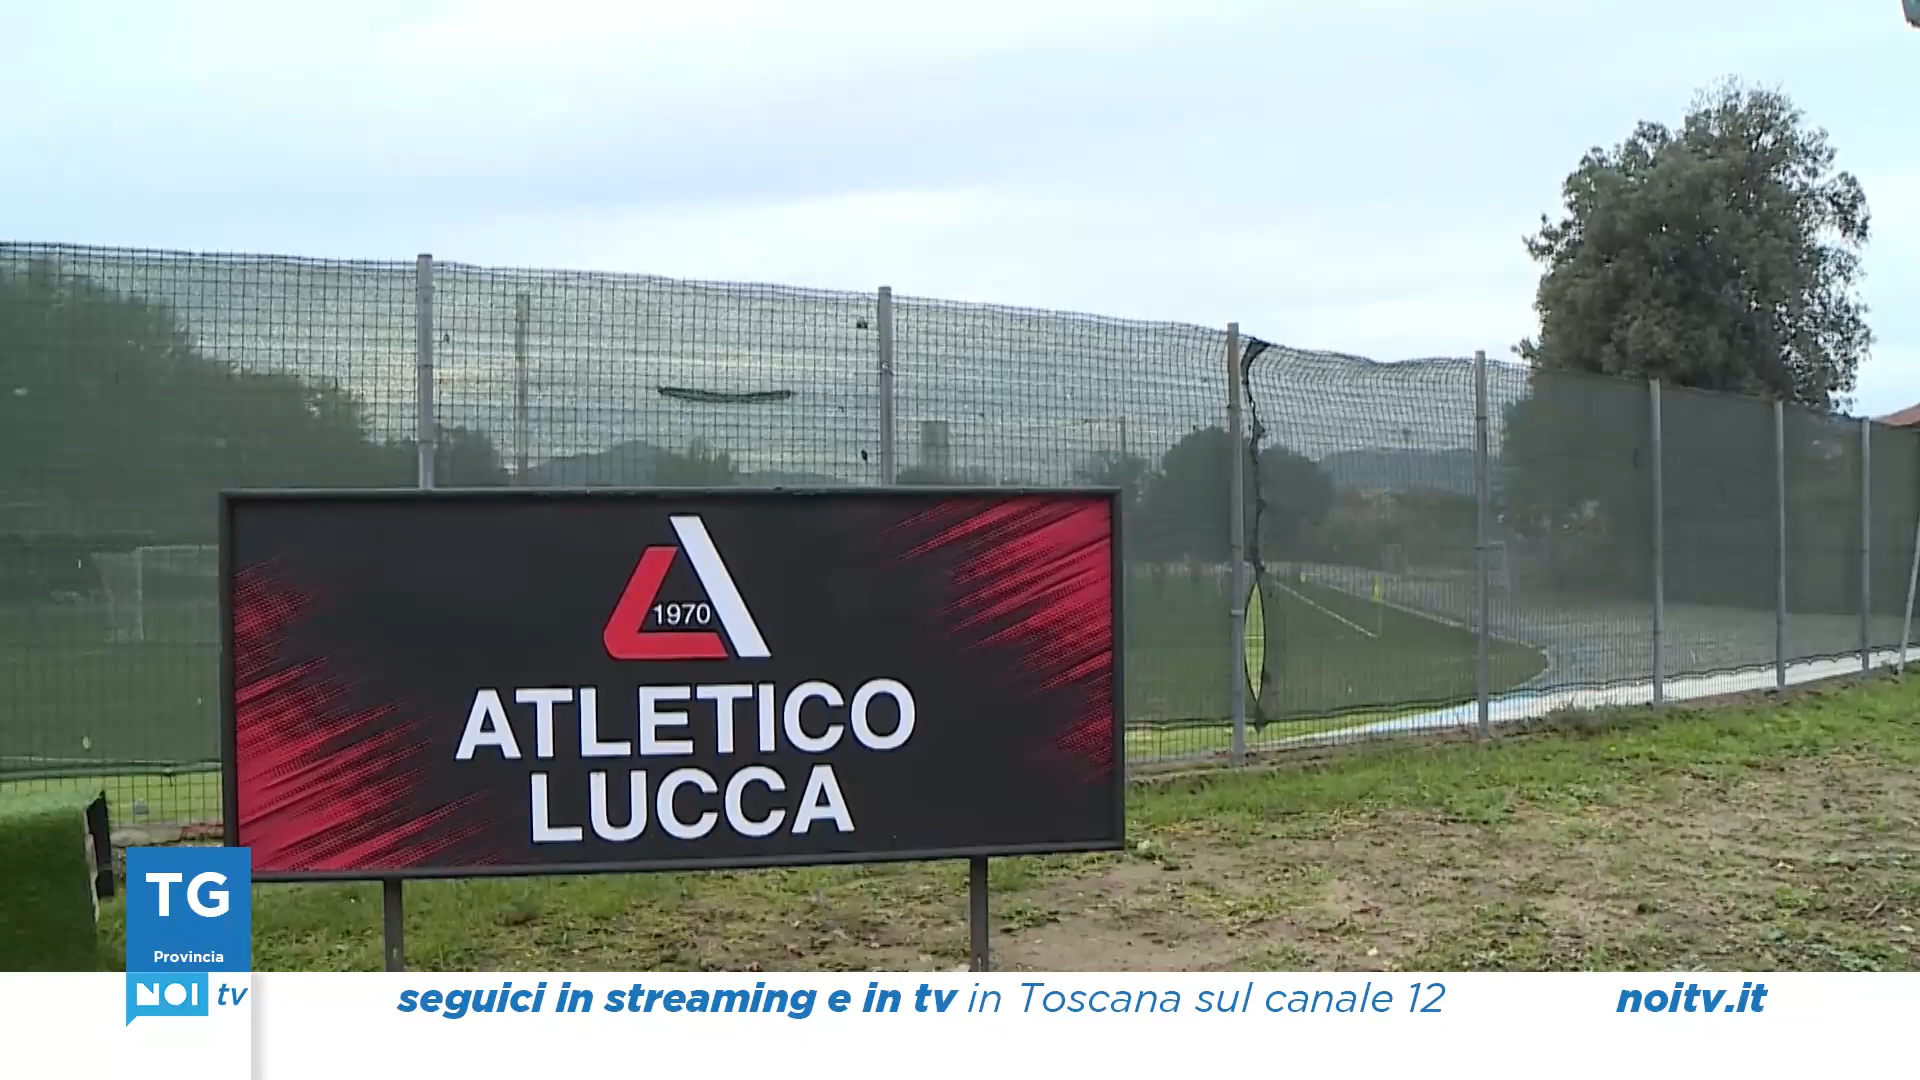 1970
ATLETICO
LUCCA
TG
Provincia
NOI tv
seguici in streaming e in tv in Toscana sul canale 12
noitv.it